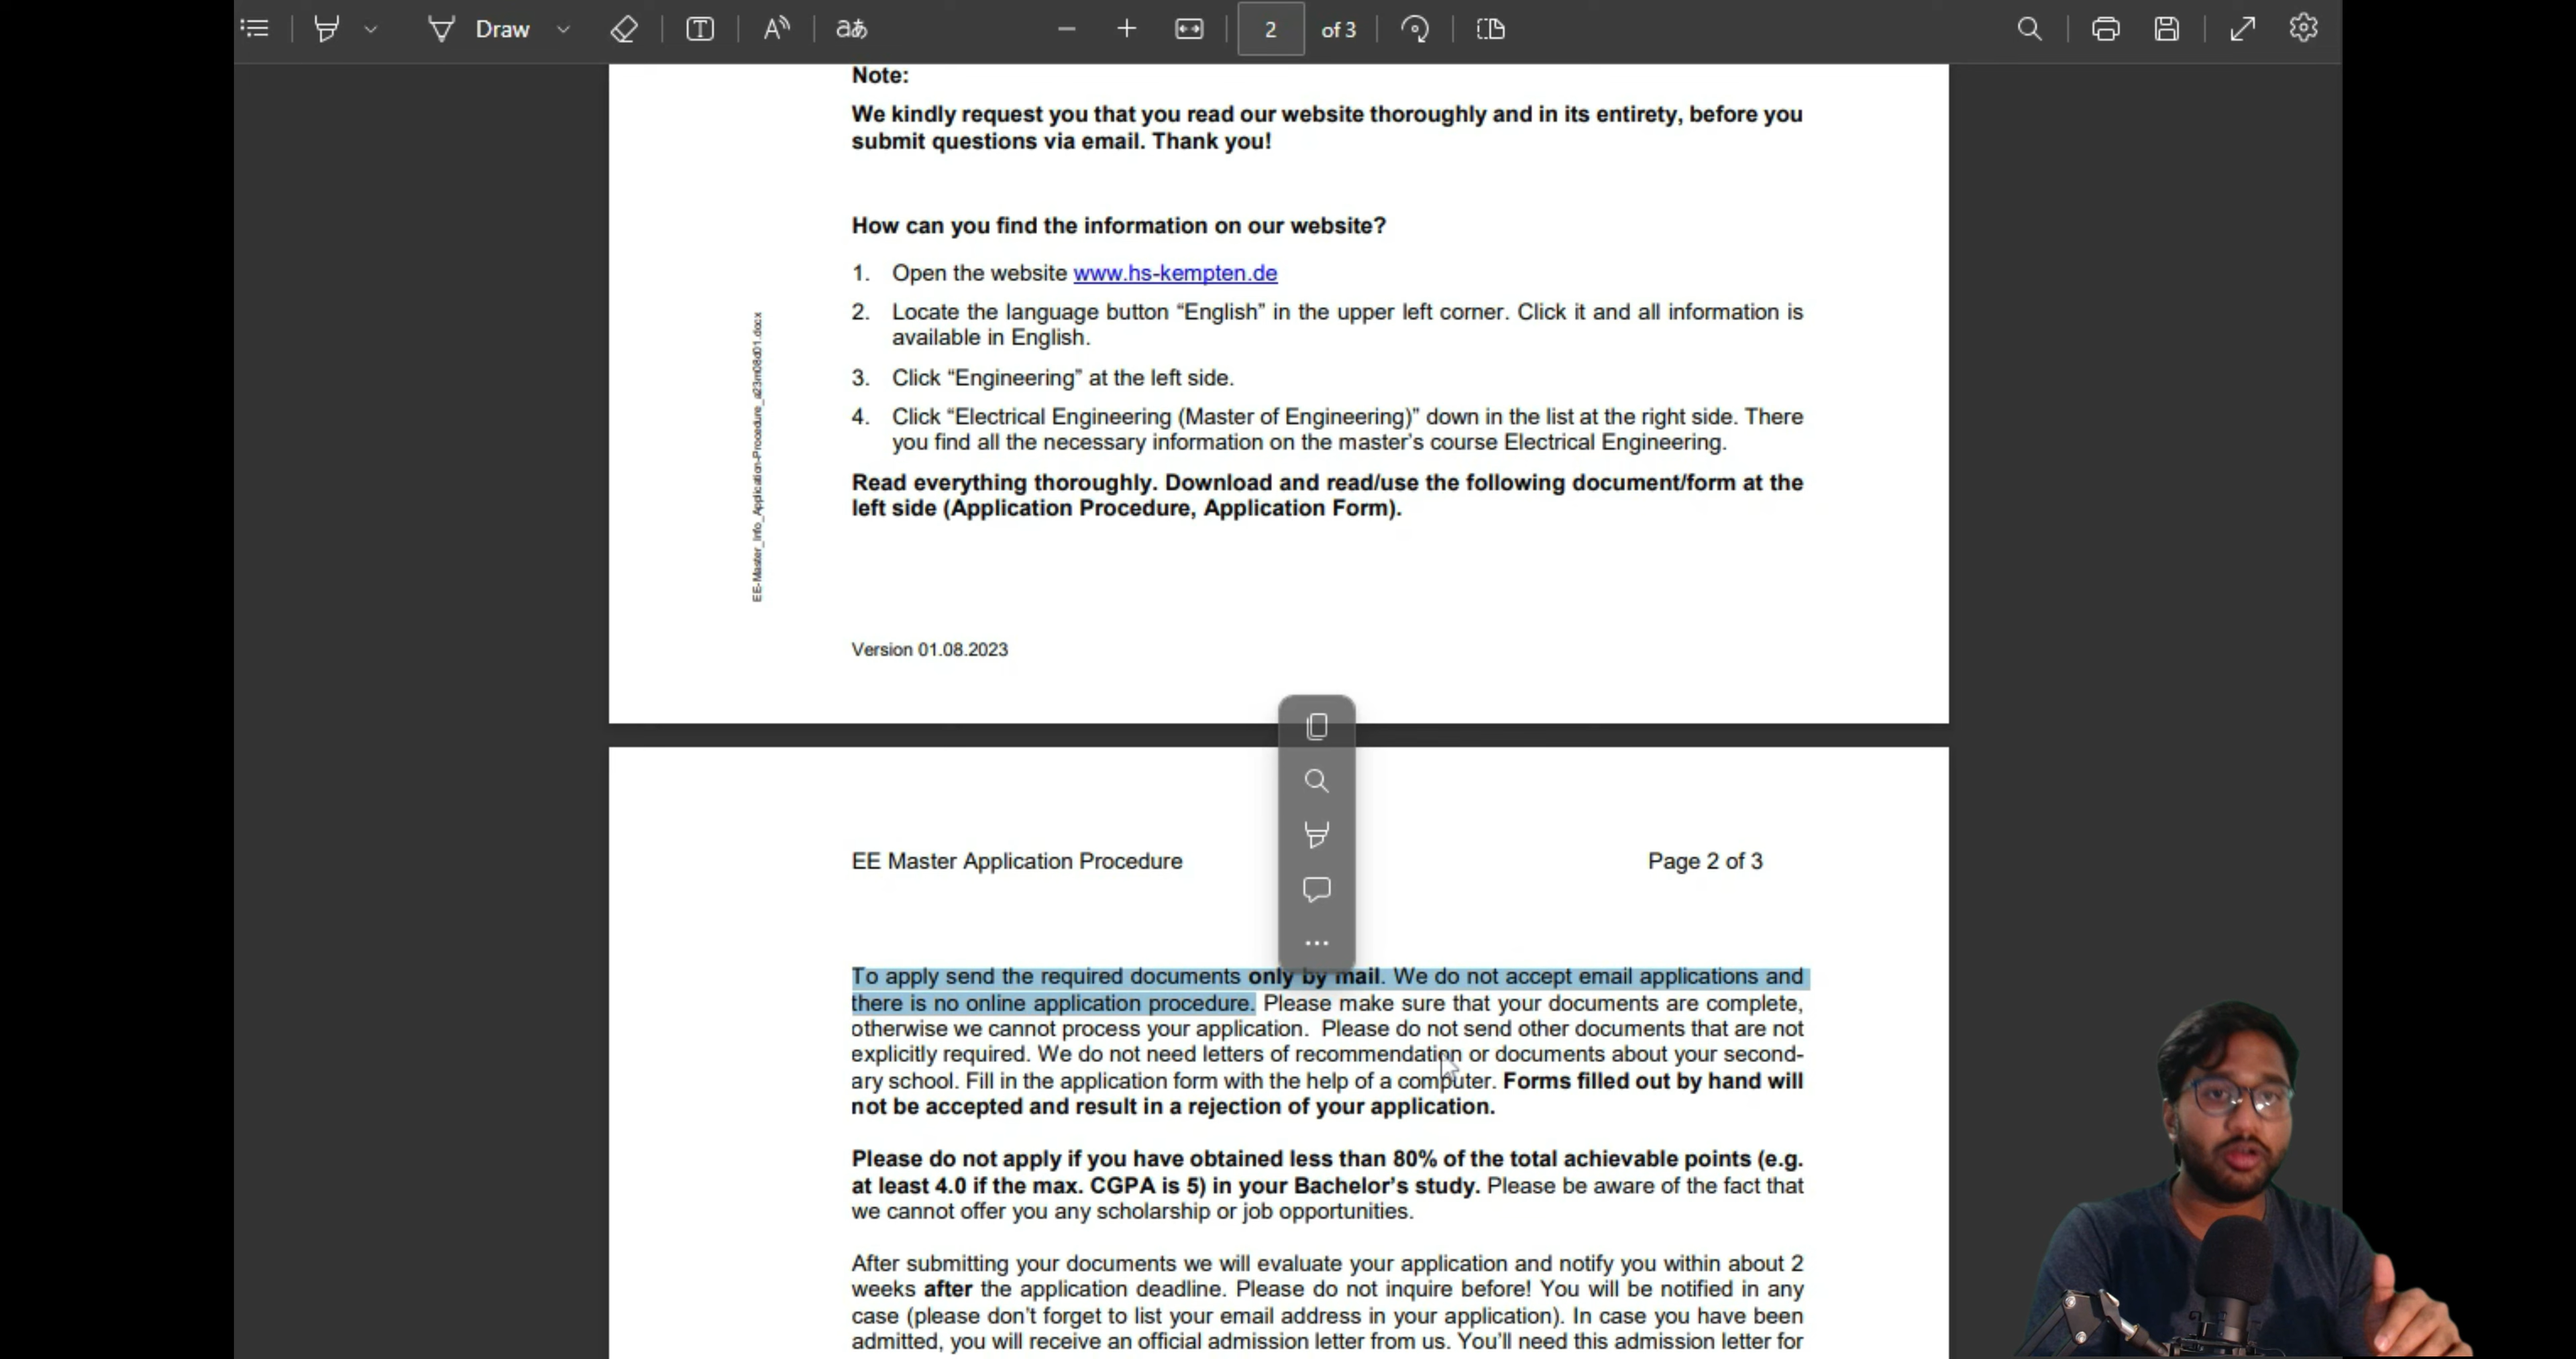 Draw
aあ
2
of 3
Note:
We kindly request you that you read our website thoroughly and in its entirety, before you
submit questions via email. Thank you!
How can you find the information on our website?
1. Open the website www.hs-kempten.de
2. Locate the language button “English” in the upper left corner. Click it and all information is
available in English.
3. Click “Engineering” at the left side.
4. Click “Electrical Engineering (Master of Engineering)” down in the list at the right side. There
you find all the necessary information on the master’s course Electrical Engineering.
Read everything thoroughly. Download and read/use the following document/form at the
left side (Application Procedure, Application Form).
EE-Master_Info_Application-Procedure_a23m08d01.docx
Version 01.08.2023
EE Master Application Procedure
Page 2 of 3
To apply send the required documents only by mail. We do not accept email applications and
there is no online application procedure. Please make sure that your documents are complete,
otherwise we cannot process your application. Please do not send other documents that are not
explicitly required. We do not need letters of recommendation or documents about your second-
ary school. Fill in the application form with the help of a computer. Forms filled out by hand will
not be accepted and result in a rejection of your application.
Please do not apply if you have obtained less than 80% of the total achievable points (e.g.
at least 4.0 if the max. CGPA is 5) in your Bachelor’s study. Please be aware of the fact that
we cannot offer you any scholarship or job opportunities.
After submitting your documents we will evaluate your application and notify you within about 2
weeks after the application deadline. Please do not inquire before! You will be notified in any
case (please don’t forget to list your email address in your application). In case you have been
admitted, you will receive an official admission letter from us. You’ll need this admission letter for